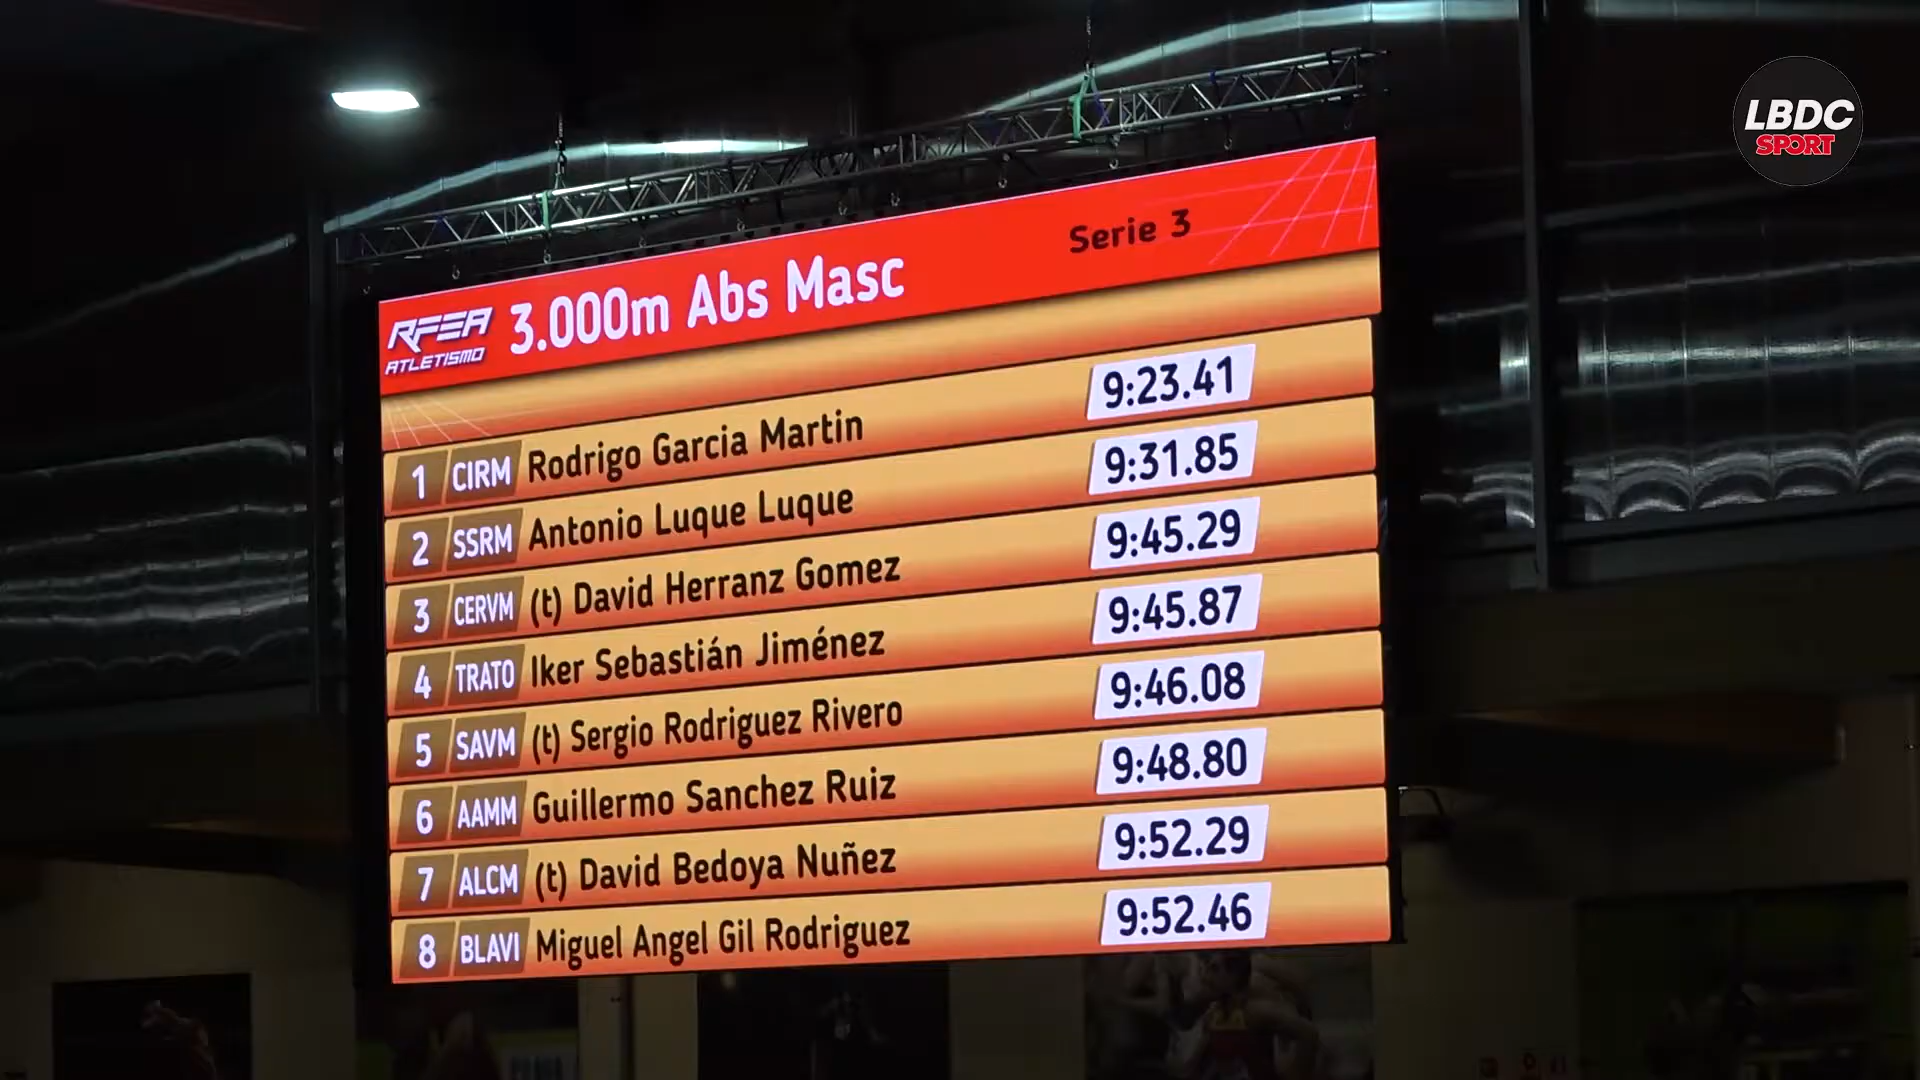 LBDC
SPORT
RFEA
ATLETISMO
3.000m Abs Masc
Serie 3
1 CIRM Rodrigo Garcia Martin 9:23.41
2 SSRM Antonio Luque Luque 9:31.85
3 CERVM (t) David Herranz Gomez 9:45.29
4 TRATO Iker Sebastián Jiménez 9:45.87
5 SAVM (t) Sergio Rodriguez Rivero 9:46.08
6 AAMM Guillermo Sanchez Ruiz 9:48.80
7 ALCM (t) David Bedoya Nuñez 9:52.29
8 BLAVI Miguel Angel Gil Rodriguez 9:52.46